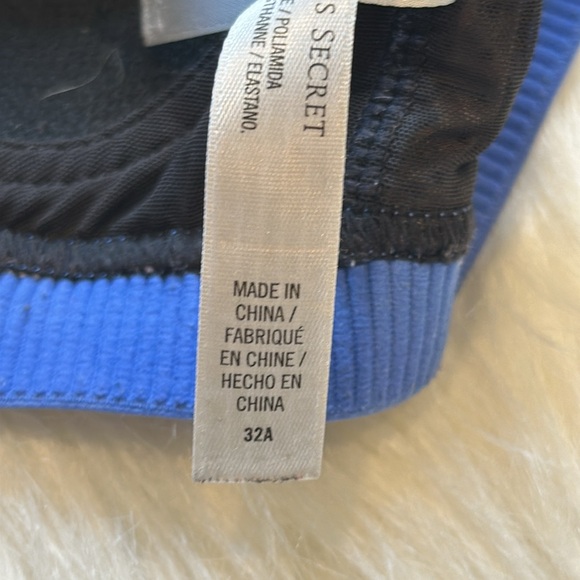 S SECRET
E / POLIAMIDA
THANNE / ELASTANO.
MADE IN
CHINA /
FABRIQUÉ
EN CHINE /
HECHO EN
CHINA
32A